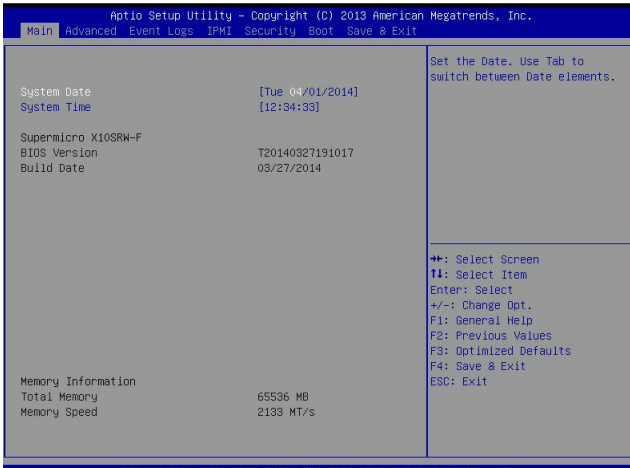 Aptio Setup Utility – Copyright (C) 2013 American Megatrends, Inc.
Main Advanced Event Logs IPMI Security Boot Save & Exit
Set the Date. Use Tab to
switch between Date elements.
System Date [Tue 04/01/2014]
System Time [12:34:33]
Supermicro X10SRW-F
BIOS Version T20140327191017
Build Date 03/27/2014
Memory Information
Total Memory 65536 MB
Memory Speed 2133 MT/s
→←: Select Screen
↑↓: Select Item
Enter: Select
+/-: Change Opt.
F1: General Help
F2: Previous Values
F3: Optimized Defaults
F4: Save & Exit
ESC: Exit